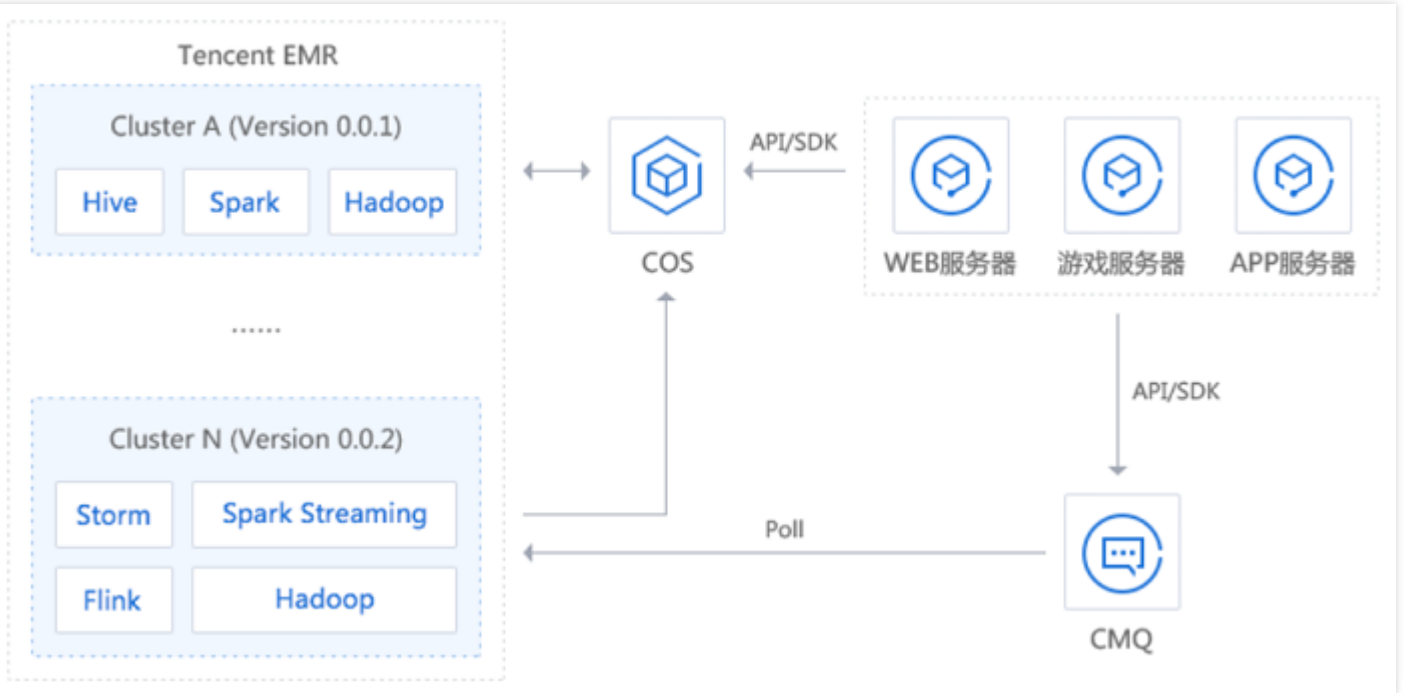 Tencent EMR
Cluster A (Version 0.0.1)
Hive
Spark
Hadoop
......
Cluster N (Version 0.0.2)
Storm
Spark Streaming
Flink
Hadoop
COS
API/SDK
WEB服务器
游戏服务器
APP服务器
API/SDK
Poll
CMQ